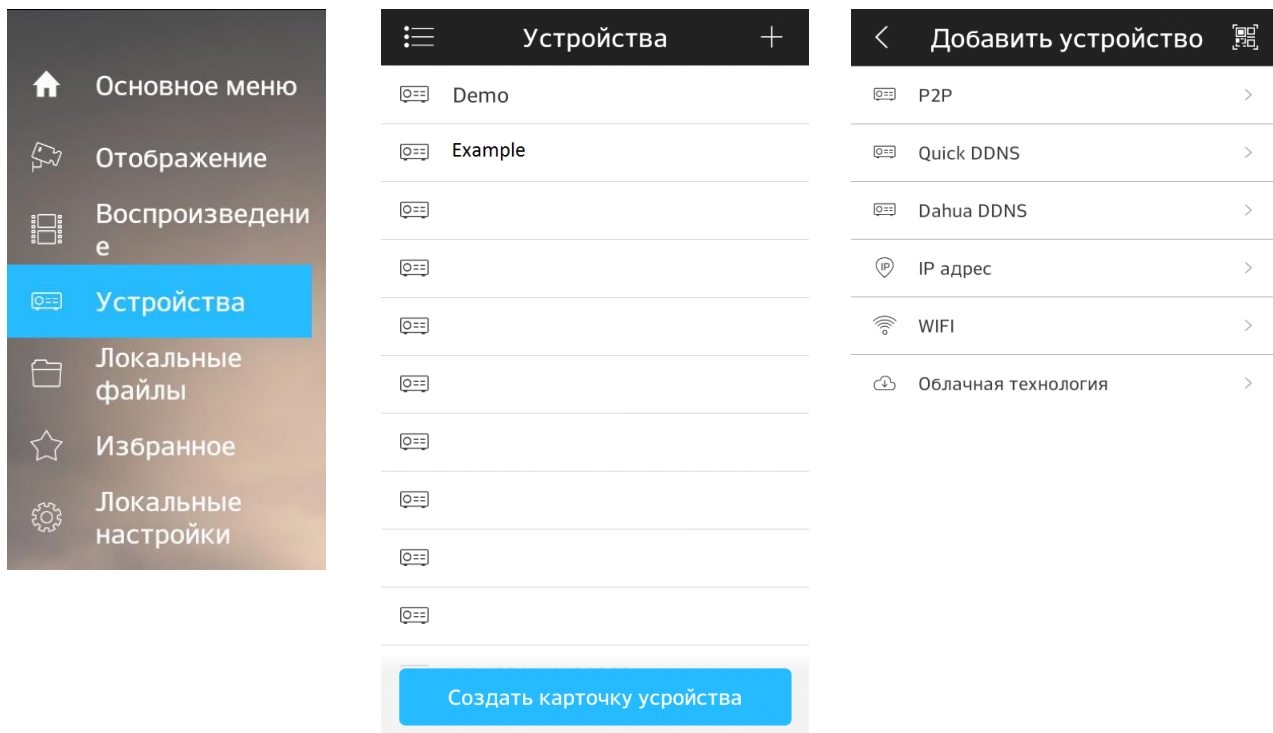 Основное меню
Отображение
Воспроизведени
е
Устройства
Локальные
файлы
Избранное
Локальные
настройки
Устройства
Demo
Example
Создать карточку усройства
Добавить устройство
P2P
Quick DDNS
Dahua DDNS
IP
IP адрес
WIFI
Облачная технология